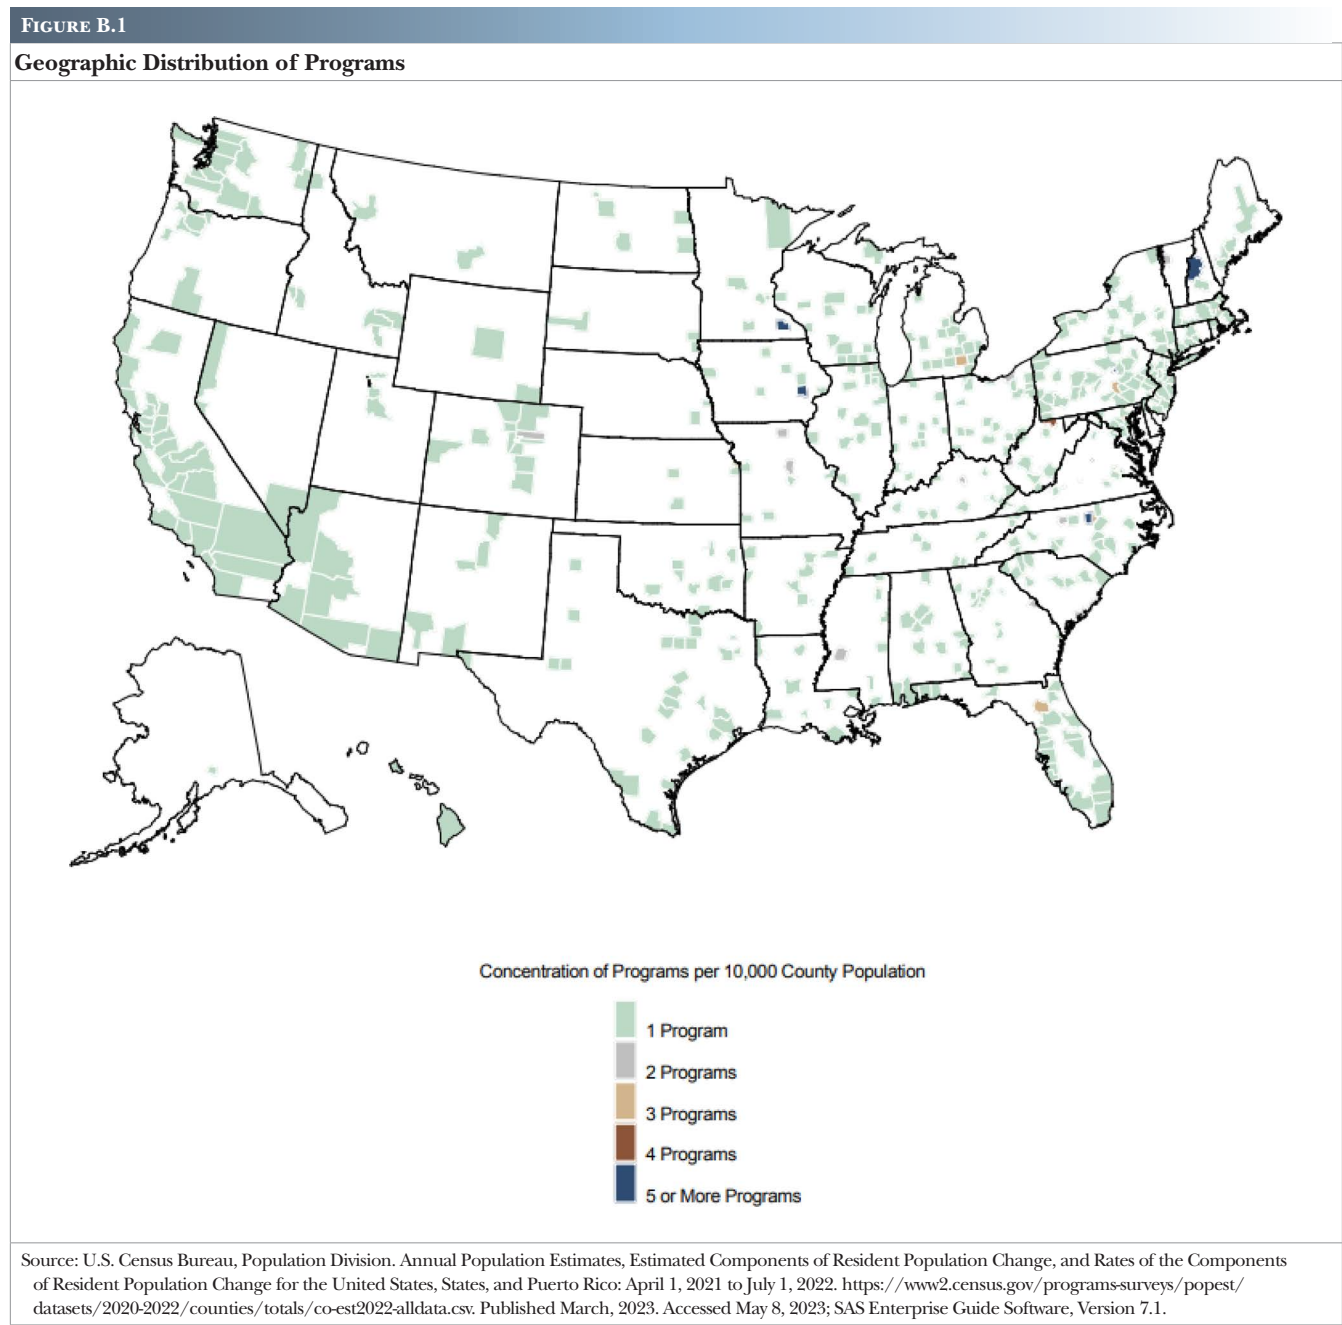 FIGURE B.1
Geographic Distribution of Programs
Concentration of Programs per 10,000 County Population
1 Program
2 Programs
3 Programs
4 Programs
5 or More Programs
Source: U.S. Census Bureau, Population Division. Annual Population Estimates, Estimated Components of Resident Population Change, and Rates of the Components
of Resident Population Change for the United States, States, and Puerto Rico: April 1, 2021 to July 1, 2022. https://www2.census.gov/programs-surveys/popest/
datasets/2020-2022/counties/totals/co-est2022-alldata.csv. Published March, 2023. Accessed May 8, 2023; SAS Enterprise Guide Software, Version 7.1.